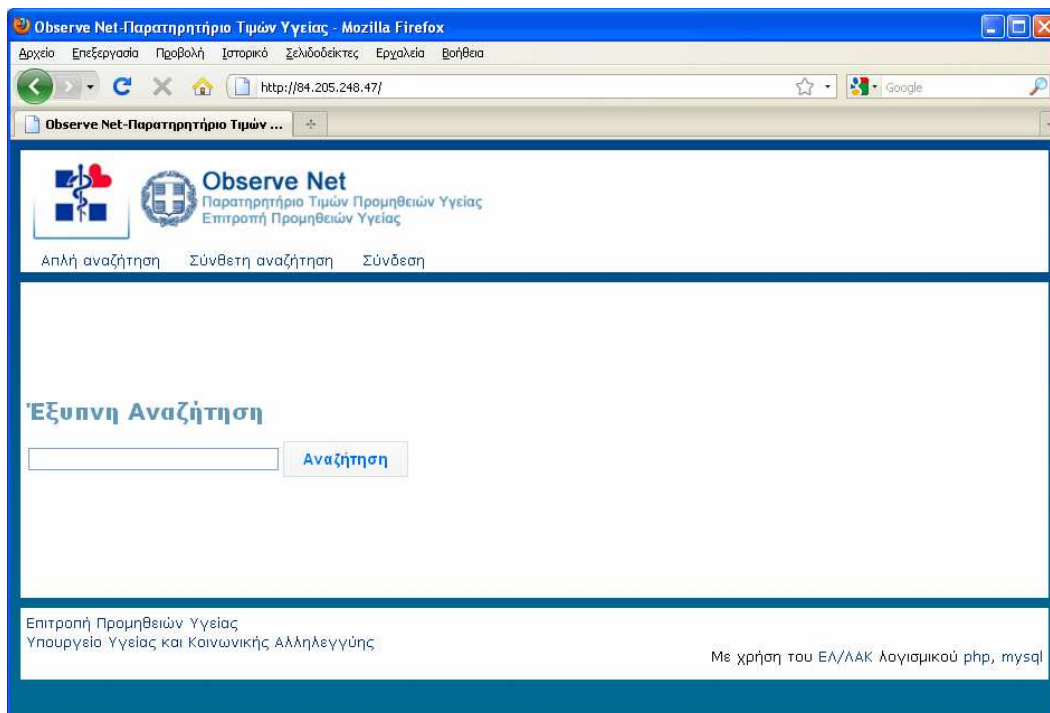 Observe Net-Παρατηρητήριο Τιμών Υγείας - Mozilla Firefox
Αρχείο Επεξεργασία Προβολή Ιστορικό Σελιδοδείκτες Εργαλεία Βοήθεια
http://84.205.248.47/ Google
Observe Net-Παρατηρητήριο Τιμών ...
Observe Net
Παρατηρητήριο Τιμών Προμηθειών Υγείας
Επιτροπή Προμηθειών Υγείας
Απλή αναζήτηση Σύνθετη αναζήτηση Σύνδεση
Έξυπνη Αναζήτηση
Αναζήτηση
Επιτροπή Προμηθειών Υγείας
Υπουργείο Υγείας και Κοινωνικής Αλληλεγγύης
Με χρήση του ΕΛ/ΛΑΚ λογισμικού php, mysql